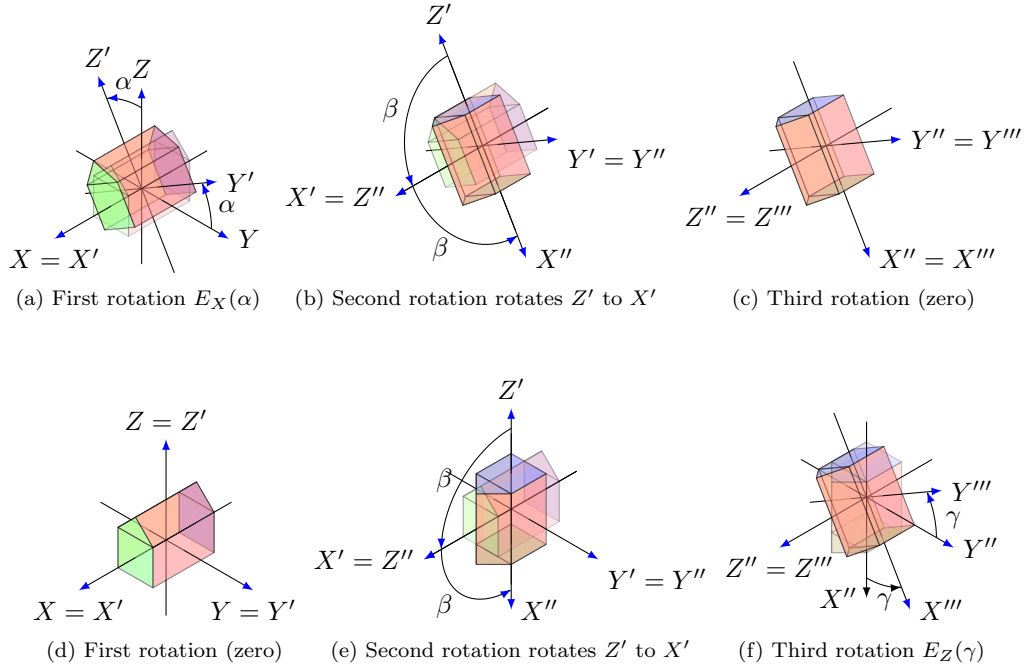 Z′
Z′ Z
α
β
Y′
α
Y
X = X′
Y′ = Y′′
X′ = Z′′
β
X′′
Y′′ = Y′′′
Z′′ = Z′′′
X′′ = X′′′
(a) First rotation E_X(α)
(b) Second rotation rotates Z′ to X′
(c) Third rotation (zero)
Z = Z′
X = X′
Y = Y′
Z′
β
X′ = Z′′
Y′ = Y′′
β
X′′
Y′′′
γ
Y′′
Z′′ = Z′′′
X′′
γ
X′′′
(d) First rotation (zero)
(e) Second rotation rotates Z′ to X′
(f) Third rotation E_Z(γ)